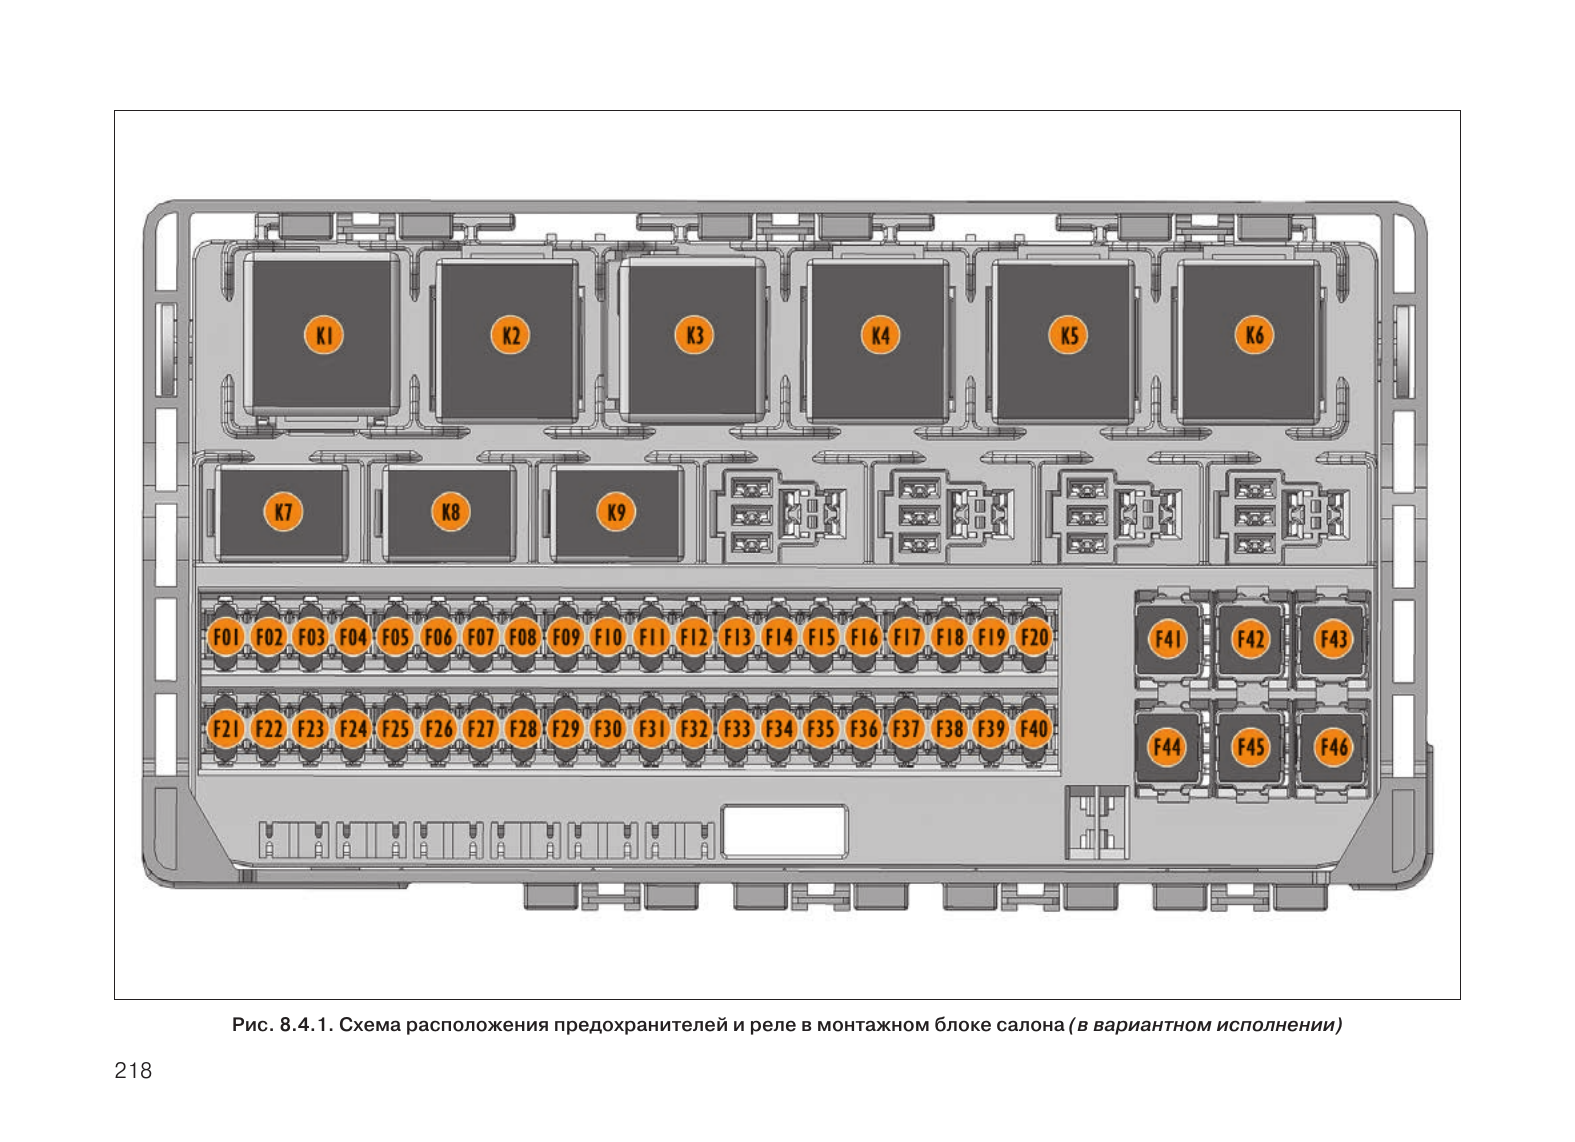 K1 K2 K3 K4 K5 K6
K7 K8 K9
F01 F02 F03 F04 F05 F06 F07 F08 F09 F10 F11 F12 F13 F14 F15 F16 F17 F18 F19 F20
F41 F42 F43
F21 F22 F23 F24 F25 F26 F27 F28 F29 F30 F31 F32 F33 F34 F35 F36 F37 F38 F39 F40
F44 F45 F46
Рис. 8.4.1. Схема расположения предохранителей и реле в монтажном блоке салона (в вариантном исполнении)
218